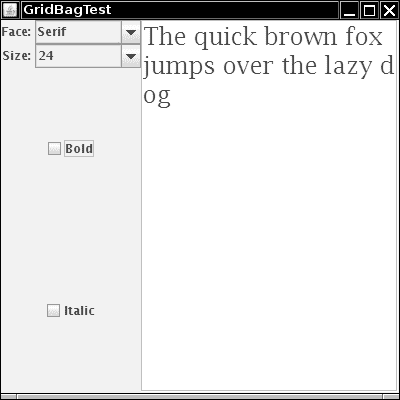 GridBagTest
Face: Serif
Size: 24
Bold
Italic
The quick brown fox
jumps over the lazy d
og